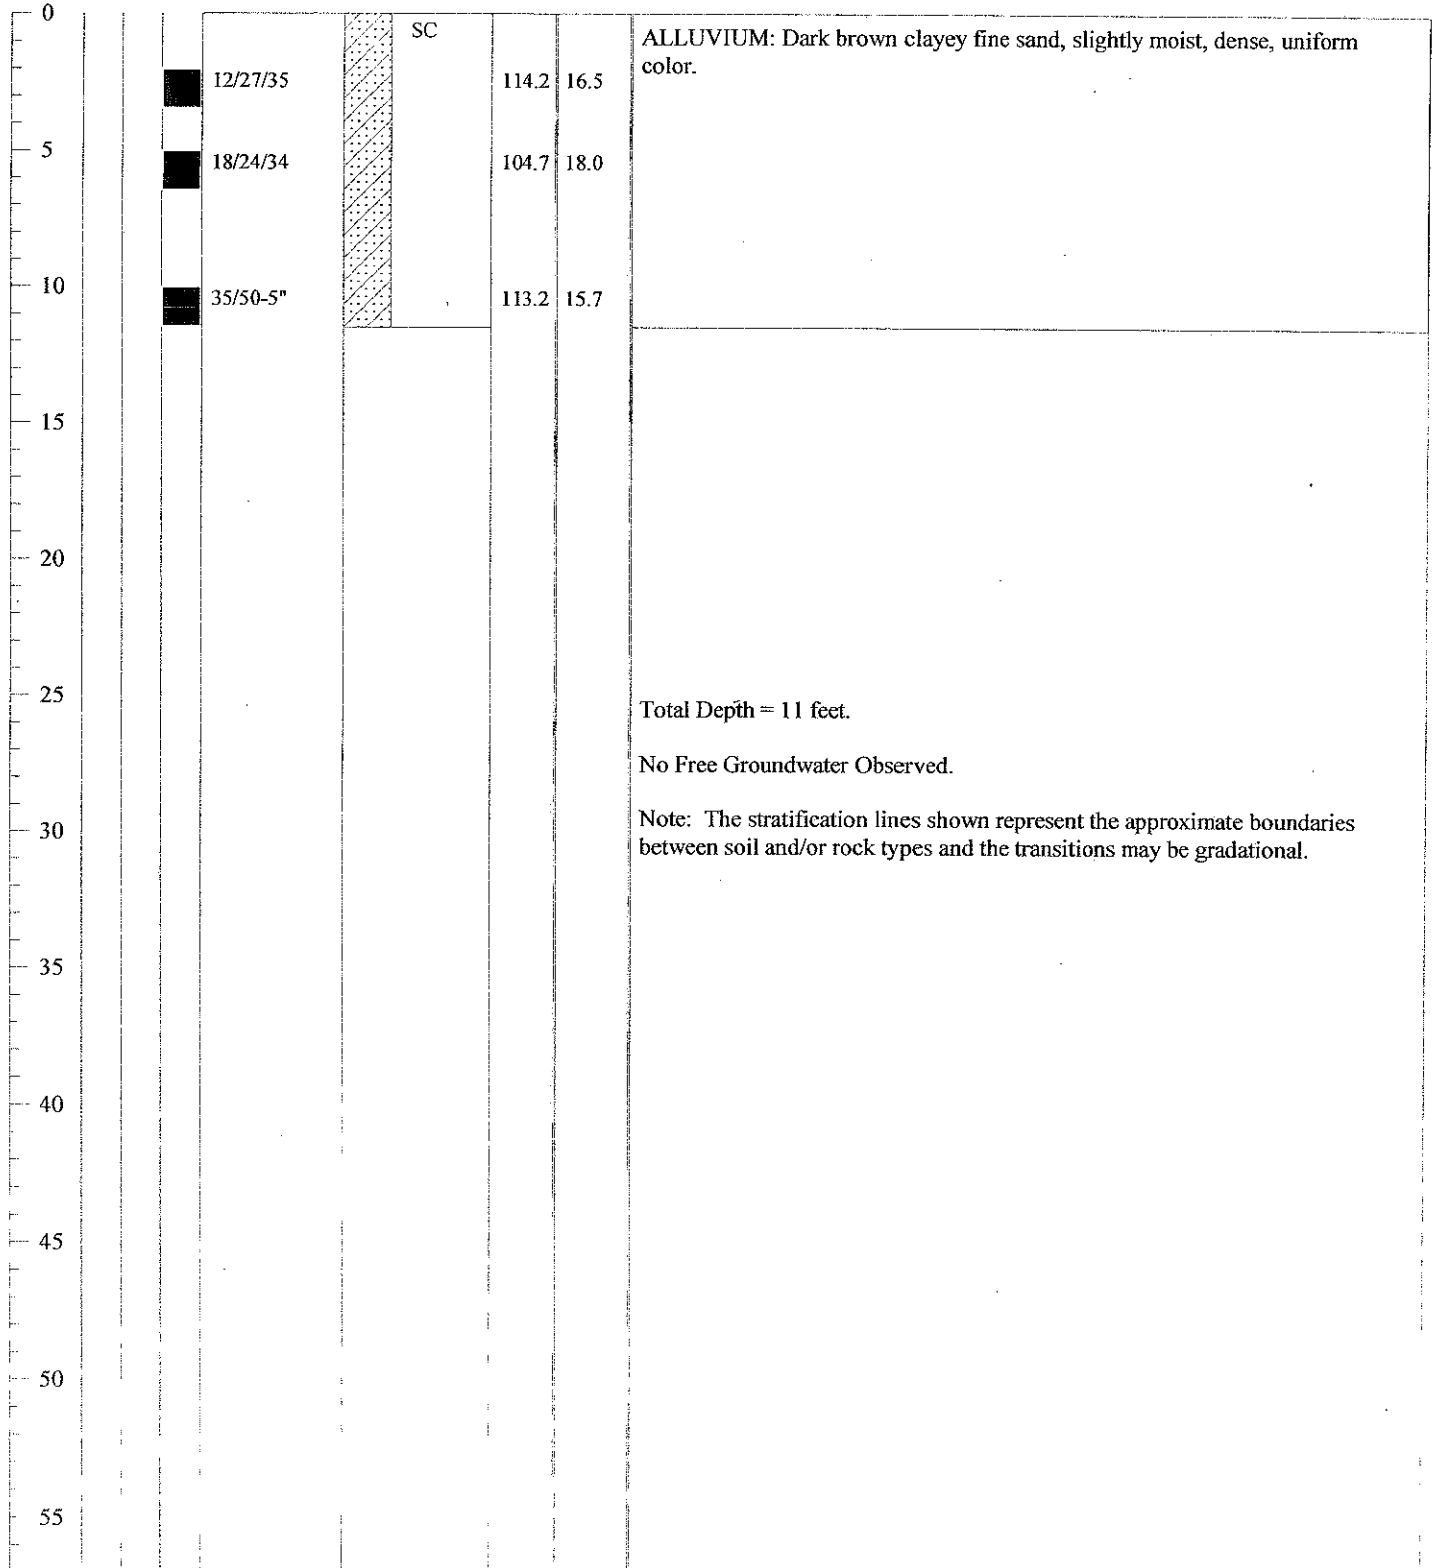 0
SC
ALLUVIUM: Dark brown clayey fine sand, slightly moist, dense, uniform
color.
12/27/35 114.2 16.5
5
18/24/34 104.7 18.0
10
35/50-5" 113.2 15.7
15
20
25
Total Depth = 11 feet.
No Free Groundwater Observed.
30
Note: The stratification lines shown represent the approximate boundaries
between soil and/or rock types and the transitions may be gradational.
35
40
45
50
55